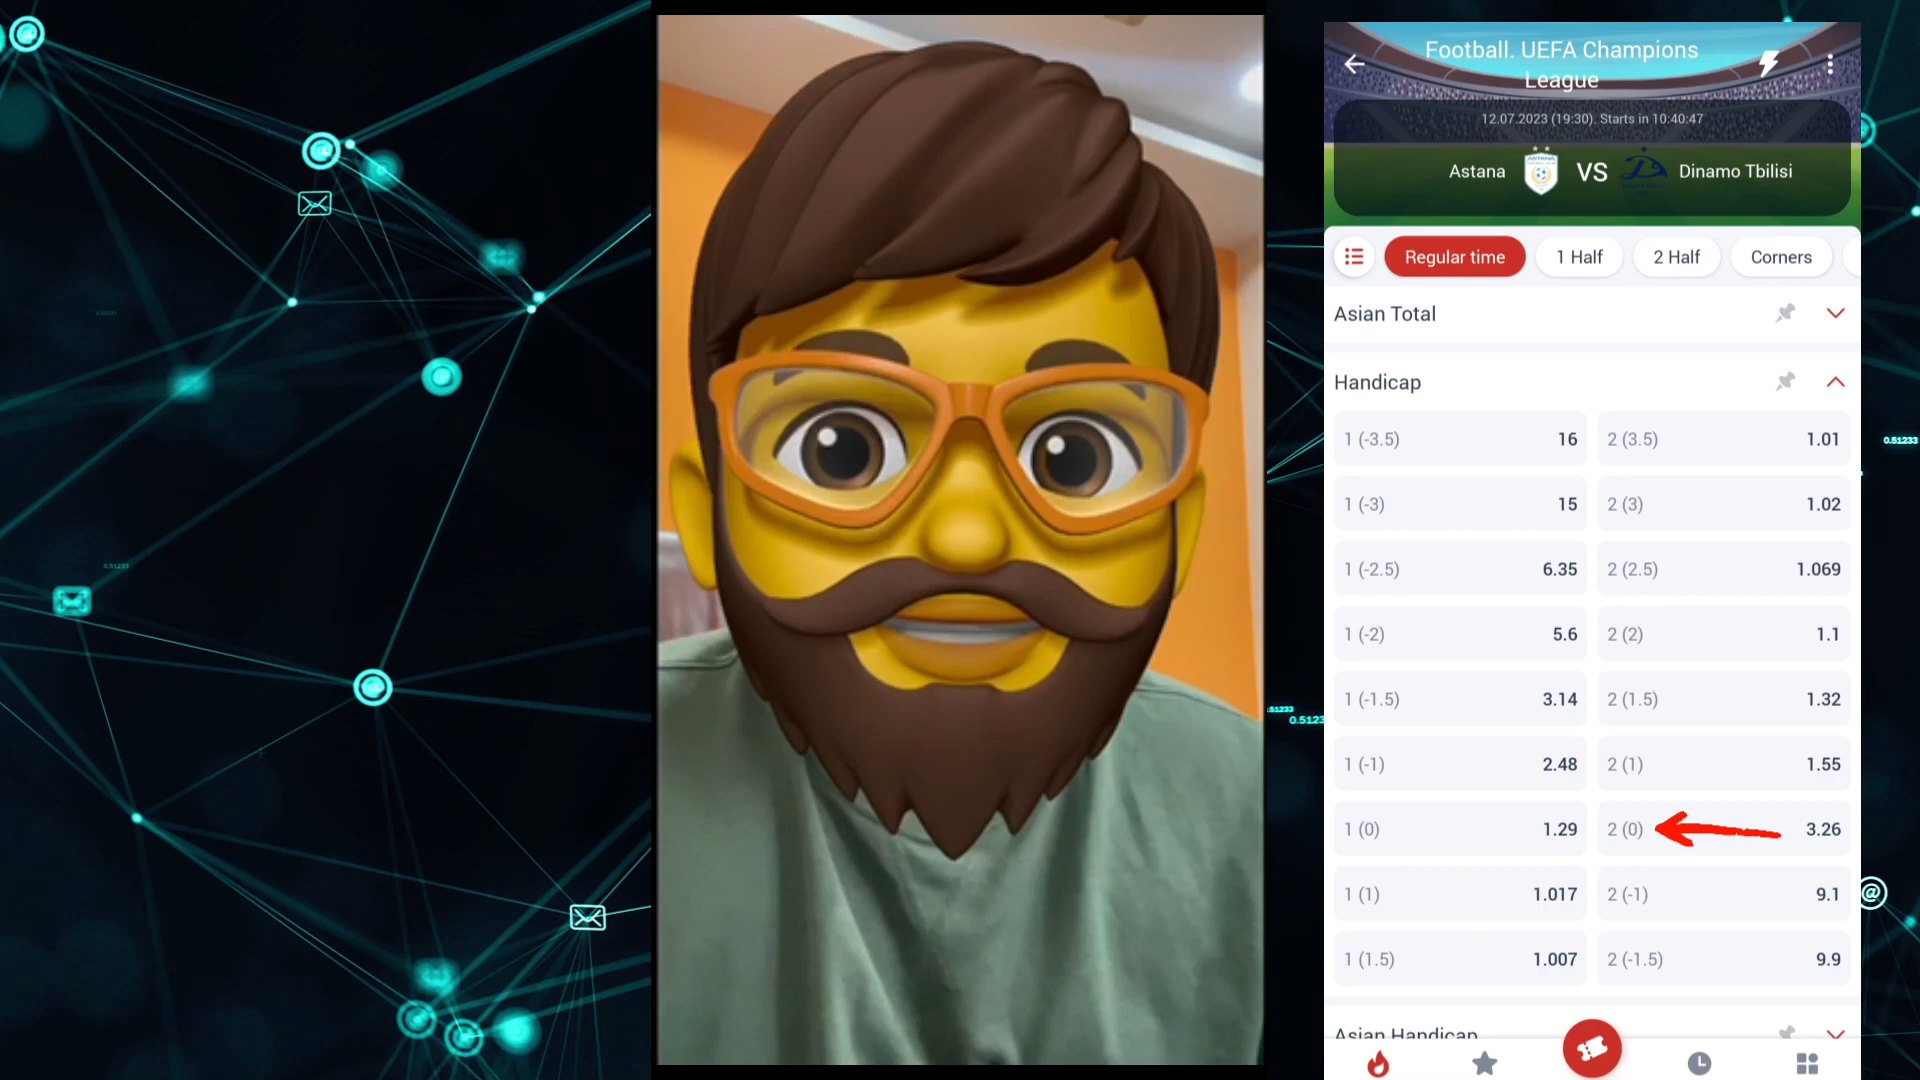 Football. UEFA Champions
League
12.07.2023 (19:30). Starts in 10:40:47
Astana VS Dinamo Tbilisi
Regular time 1 Half 2 Half Corners
Asian Total
Handicap
1 (-3.5) 16 2 (3.5) 1.01
1 (-3) 15 2 (3) 1.02
1 (-2.5) 6.35 2 (2.5) 1.069
1 (-2) 5.6 2 (2) 1.1
1 (-1.5) 3.14 2 (1.5) 1.32
1 (-1) 2.48 2 (1) 1.55
1 (0) 1.29 2 (0) 3.26
1 (1) 1.017 2 (-1) 9.1
1 (1.5) 1.007 2 (-1.5) 9.9
Asian Handicap
0.51233
0.51233